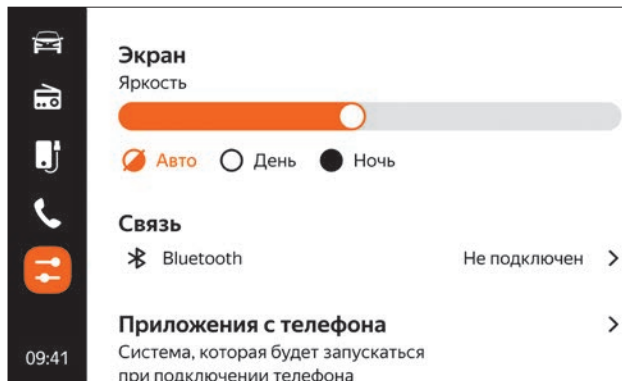 Экран
Яркость
Авто День Ночь
Связь
Bluetooth Не подключен
Приложения с телефона
09:41
Система, которая будет запускаться
при подключении телефона